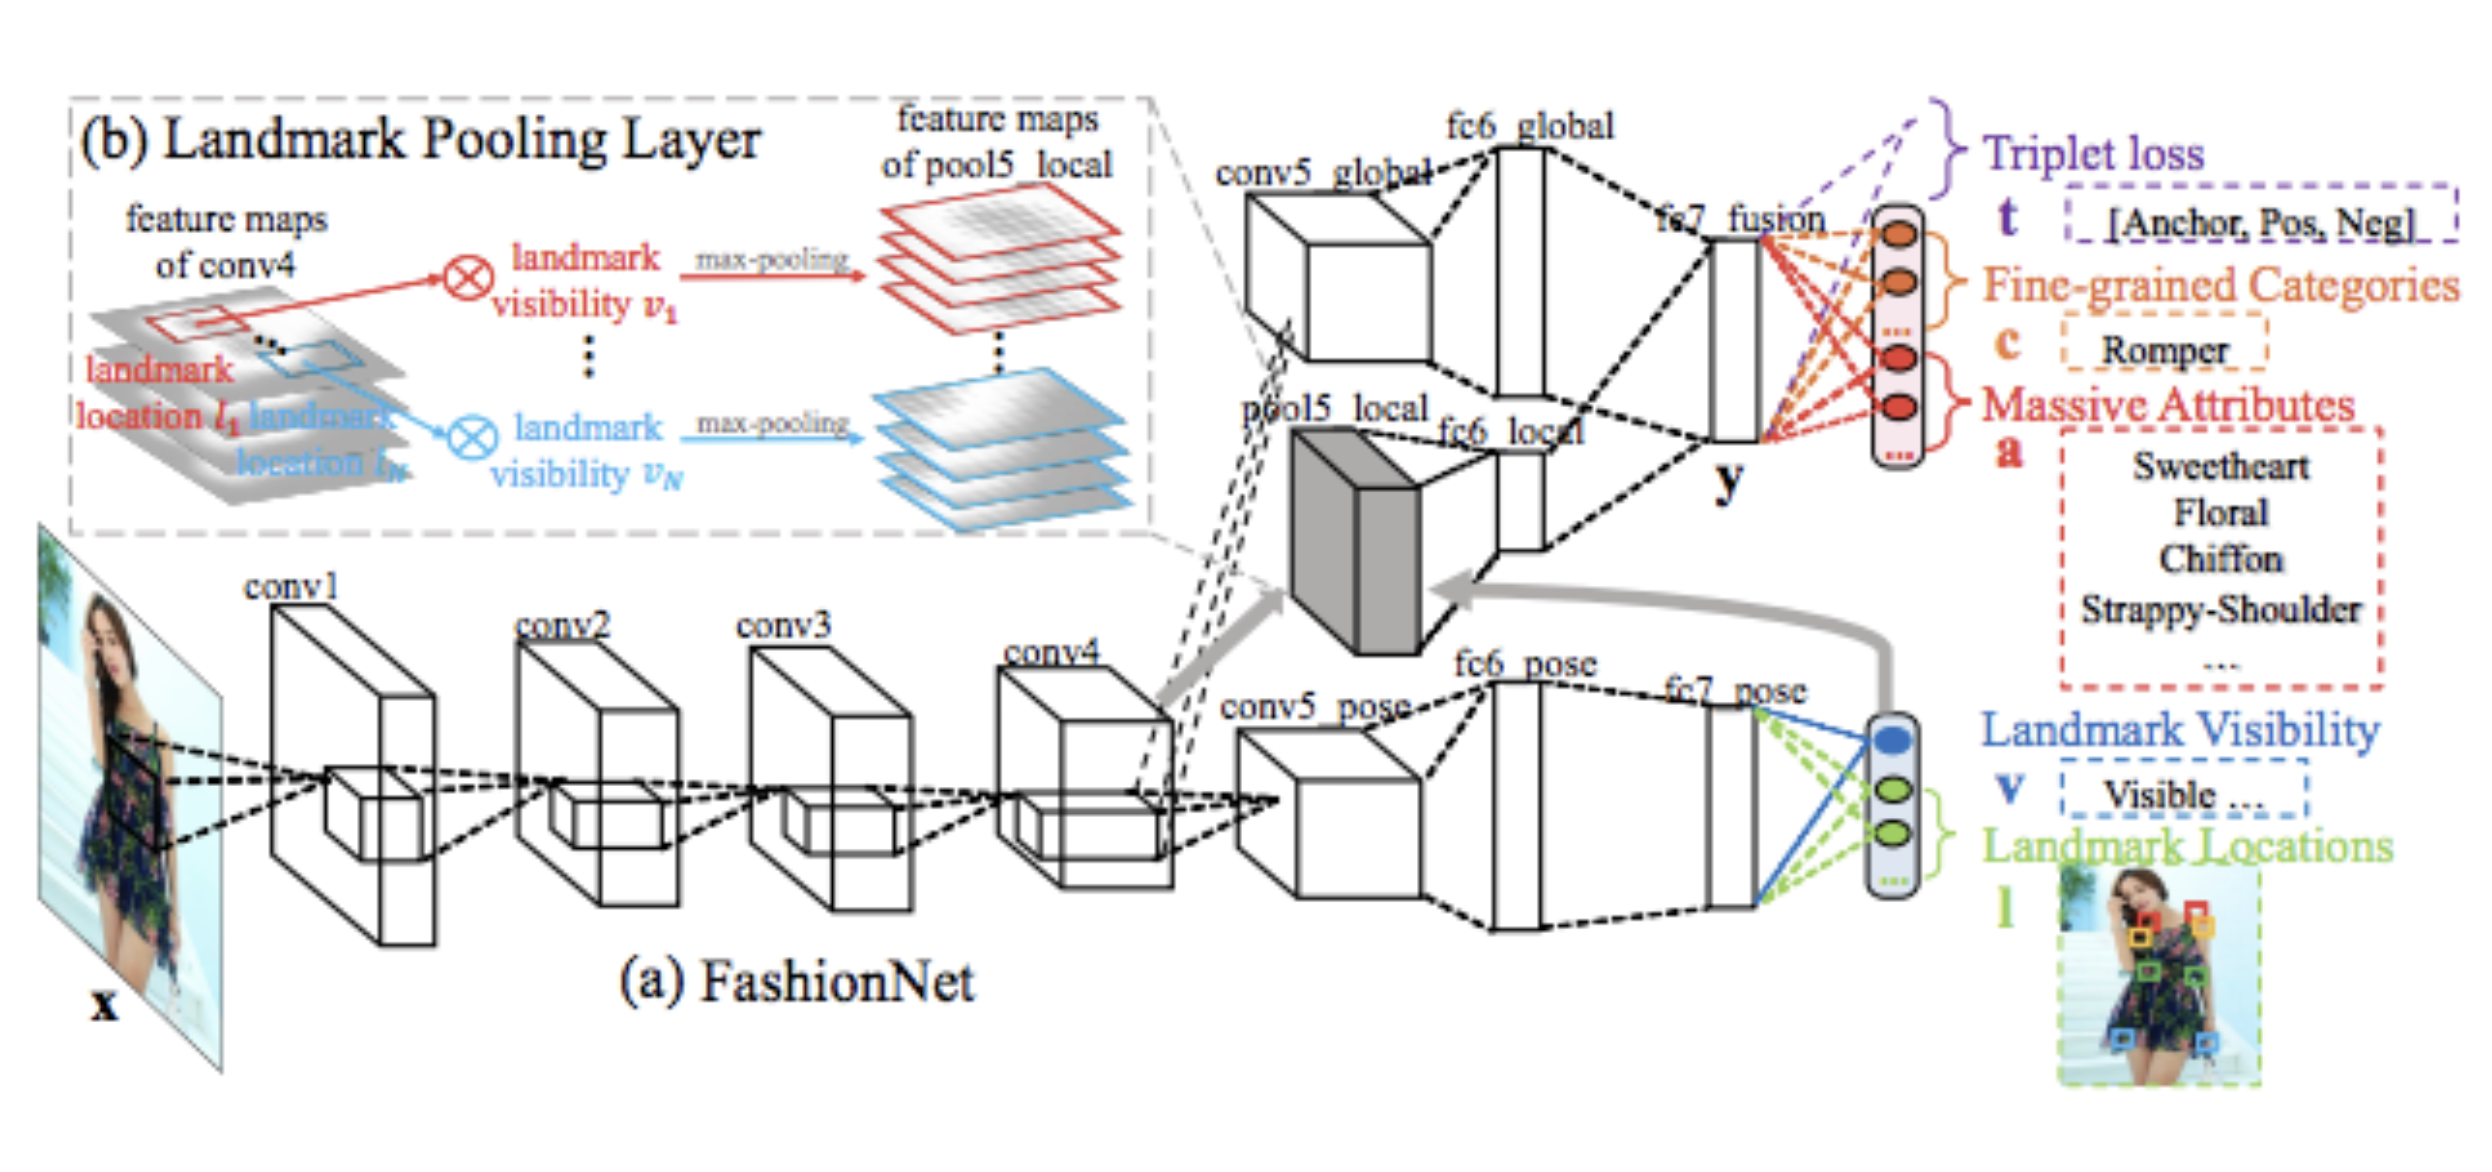 (b) Landmark Pooling Layer
feature maps
of conv4
landmark
location l₁
landmark
location l_N
landmark
visibility v₁
max-pooling
landmark
visibility v_N
max-pooling
feature maps
of pool5_local
conv1
conv2
conv3
conv4
x
(a) FashionNet
conv5_global
fc6_global
pool5_local
fc6_local
fc7_fusion
y
conv5_pose
fc6_pose
fc7_pose
Triplet loss
t [Anchor, Pos, Neg]
Fine-grained Categories
c Romper
Massive Attributes
a
Sweetheart
Floral
Chiffon
Strappy-Shoulder
...
Landmark Visibility
v Visible ...
Landmark Locations
l